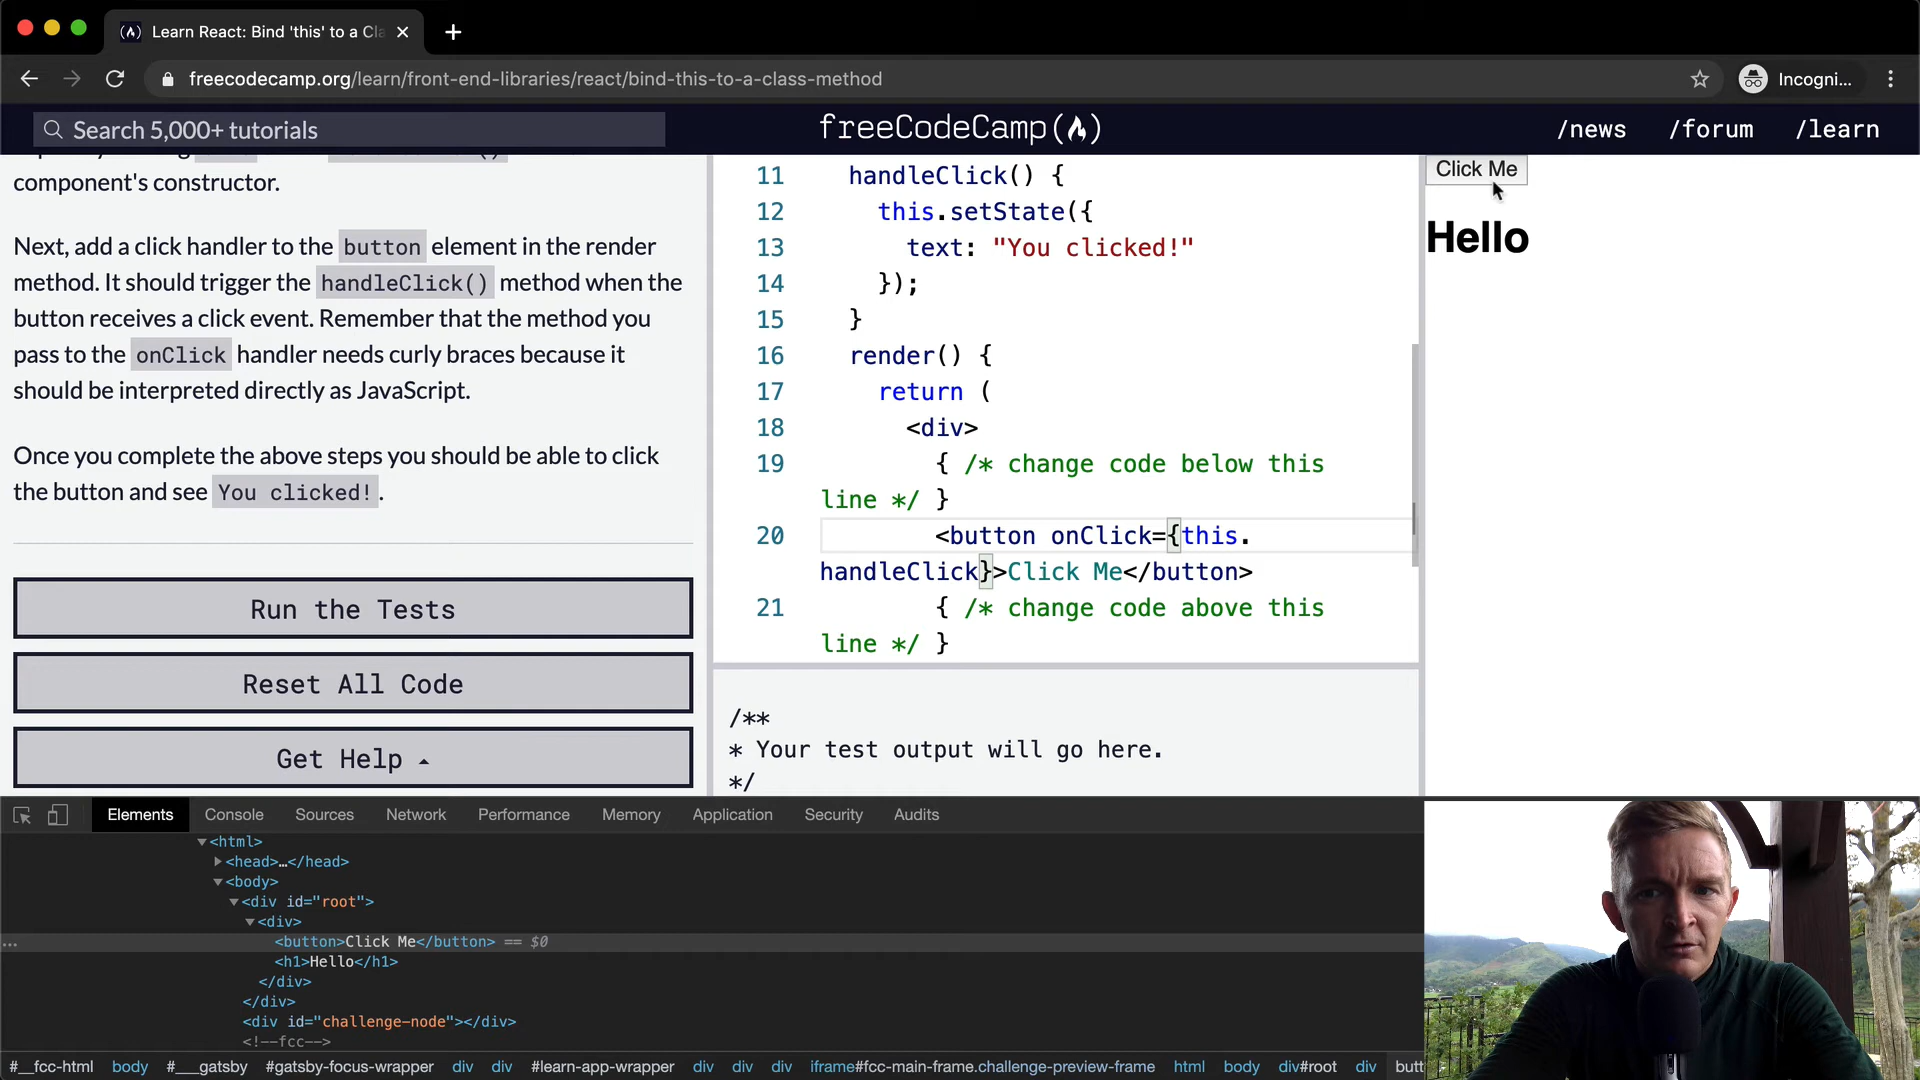 Learn React: Bind 'this' to a Cla
freecodecamp.org/learn/front-end-libraries/react/bind-this-to-a-class-method
Incogni...
Search 5,000+ tutorials
freeCodeCamp
/news
/forum
/learn
component's constructor.
Next, add a click handler to the button element in the render
method. It should trigger the handleClick() method when the
button receives a click event. Remember that the method you
pass to the onClick handler needs curly braces because it
should be interpreted directly as JavaScript.
Once you complete the above steps you should be able to click
the button and see You clicked! .
Run the Tests
Reset All Code
Get Help
11 handleClick() {
12 this.setState({
13 text: "You clicked!"
14 });
15 }
16 render() {
17 return (
18 <div>
19 { /* change code below this
line */ }
20 <button onClick={this.
handleClick}>Click Me</button>
21 { /* change code above this
line */ }
/**
* Your test output will go here.
*/
Click Me
Hello
Elements Console Sources Network Performance Memory Application Security Audits
<html>
<head>…</head>
<body>
<div id="root">
<div>
<button>Click Me</button> == $0
<h1>Hello</h1>
</div>
</div>
<div id="challenge-node"></div>
<!--fcc-->
#__fcc-html body #___gatsby #gatsby-focus-wrapper div div #learn-app-wrapper div div div iframe#fcc-main-frame.challenge-preview-frame html body div#root div butt